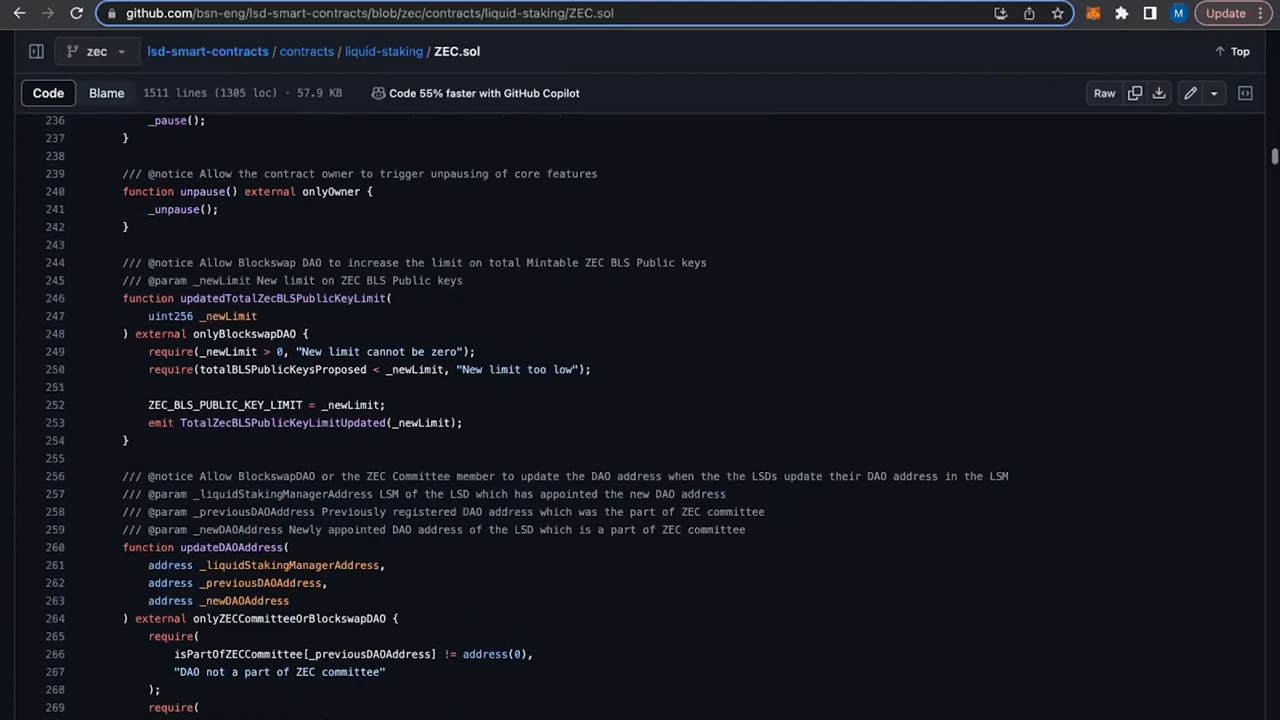 github.com/bsn-eng/lsd-smart-contracts/blob/zec/contracts/liquid-staking/ZEC.sol
M
Update
zec
lsd-smart-contracts / contracts / liquid-staking / ZEC.sol
Top
Code
Blame
1511 lines (1305 loc) · 57.9 KB
Code 55% faster with GitHub Copilot
Raw
236 _pause();
237 }
238
239 /// @notice Allow the contract owner to trigger unpausing of core features
240 function unpause() external onlyOwner {
241 _unpause();
242 }
243
244 /// @notice Allow Blockswap DAO to increase the limit on total Mintable ZEC BLS Public keys
245 /// @param _newLimit New limit on ZEC BLS Public keys
246 function updatedTotalZecBLSPublicKeyLimit(
247 uint256 _newLimit
248 ) external onlyBlockswapDAO {
249 require(_newLimit > 0, "New limit cannot be zero");
250 require(totalBLSPublicKeysProposed < _newLimit, "New limit too low");
251
252 ZEC_BLS_PUBLIC_KEY_LIMIT = _newLimit;
253 emit TotalZecBLSPublicKeyLimitUpdated(_newLimit);
254 }
255
256 /// @notice Allow BlockswapDAO or the ZEC Committee member to update the DAO address when the the LSDs update their DAO address in the LSM
257 /// @param _liquidStakingManagerAddress LSM of the LSD which has appointed the new DAO address
258 /// @param _previousDAOAddress Previously registered DAO address which was the part of ZEC committee
259 /// @param _newDAOAddress Newly appointed DAO address of the LSD which is a part of ZEC committee
260 function updateDAOAddress(
261 address _liquidStakingManagerAddress,
262 address _previousDAOAddress,
263 address _newDAOAddress
264 ) external onlyZECCommitteeOrBlockswapDAO {
265 require(
266 isPartOfZECCommittee[_previousDAOAddress] != address(0),
267 "DAO not a part of ZEC committee"
268 );
269 require(